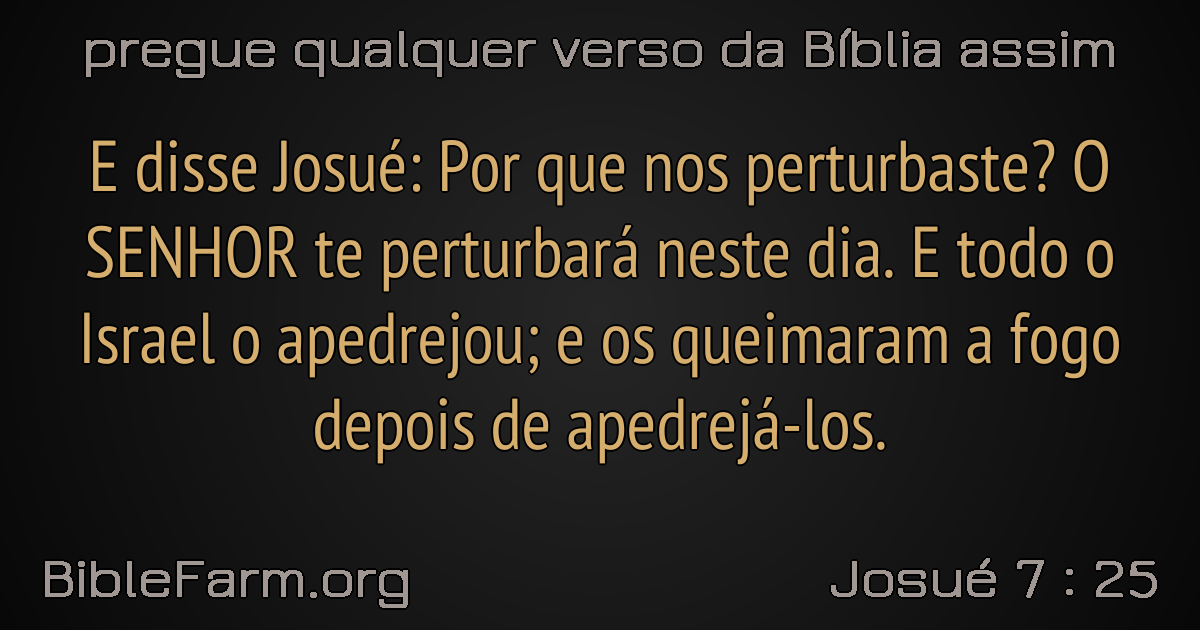 pregue qualquer verso da Bíblia assim
E disse Josué: Por que nos perturbaste? O
SENHOR te perturbará neste dia. E todo o
Israel o apedrejou; e os queimaram a fogo
depois de apedrejá-los.
BibleFarm.org
Josué 7 : 25